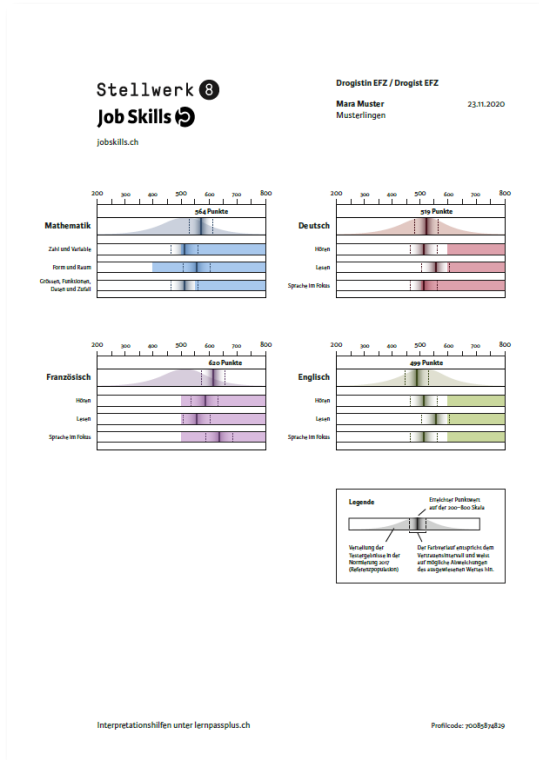 Stellwerk 8
Job Skills
jobskills.ch
Drogistin EFZ / Drogist EFZ
Mara Muster 23.11.2020
Musterlingen
200 300 400 500 600 700 800
564 Punkte
Mathematik
Zahl und Variable
Form und Raum
Grössen, Funktionen,
Daten und Zufall
200 300 400 500 600 700 800
519 Punkte
Deutsch
Hören
Lesen
Sprache im Fokus
200 300 400 500 600 700 800
620 Punkte
Französisch
Hören
Lesen
Sprache im Fokus
200 300 400 500 600 700 800
499 Punkte
Englisch
Hören
Lesen
Sprache im Fokus
Legende
Erreichter Punktwert
auf der 200–800 Skala
Verteilung der
Testergebnisse in der
Normierung 2017
(Referenzpopulation)
Der Farbverlauf entspricht dem
Vertrauensintervall und weist
auf mögliche Abweichungen
des ausgewiesenen Wertes hin.
Interpretationshilfen unter lernpassplus.ch
Profilcode: 70085874829